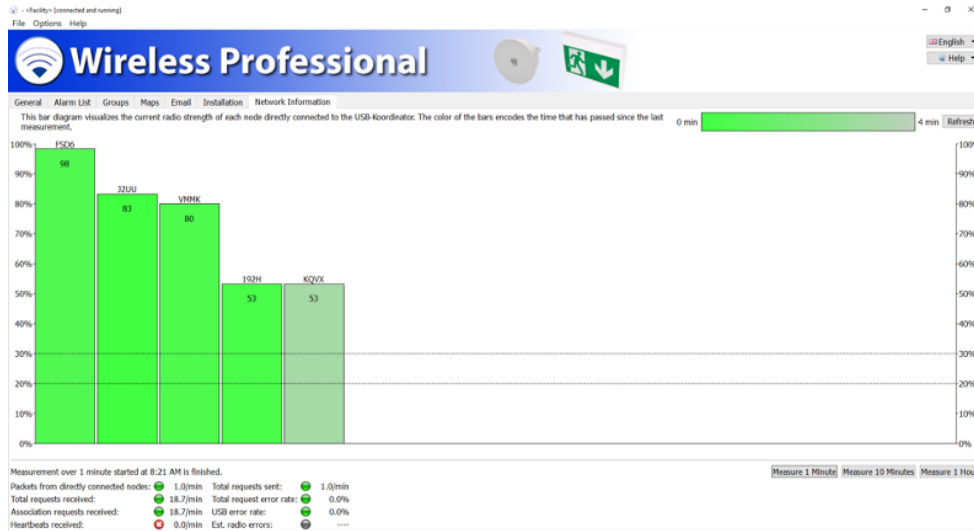 - <Facility> [connected and running]
File Options Help
Wireless Professional
English
Help
General Alarm List Groups Maps Email Installation Network Information
This bar diagram visualizes the current radio strength of each node directly connected to the USB-Koordinator. The color of the bars encodes the time that has passed since the last
measurement.
0 min 4 min Refresh
100% FSD6 100%
98
90% 90%
J2UU
83
VMMK
80% 80%
80
70% 70%
60% 60%
192H KQVX
50% 53 53 50%
40% 40%
30% 30%
20% 20%
10% 10%
0% 0%
Measurement over 1 minute started at 8:21 AM is finished.
Measure 1 Minute Measure 10 Minutes Measure 1 Hou
Packets from directly connected nodes: 1.0/min Total requests sent: 1.0/min
Total requests received: 18.7/min Total request error rate: 0.0%
Association requests received: 18.7/min USB error rate: 0.0%
Heartbeats received: 0.0/min Est. radio errors: ----